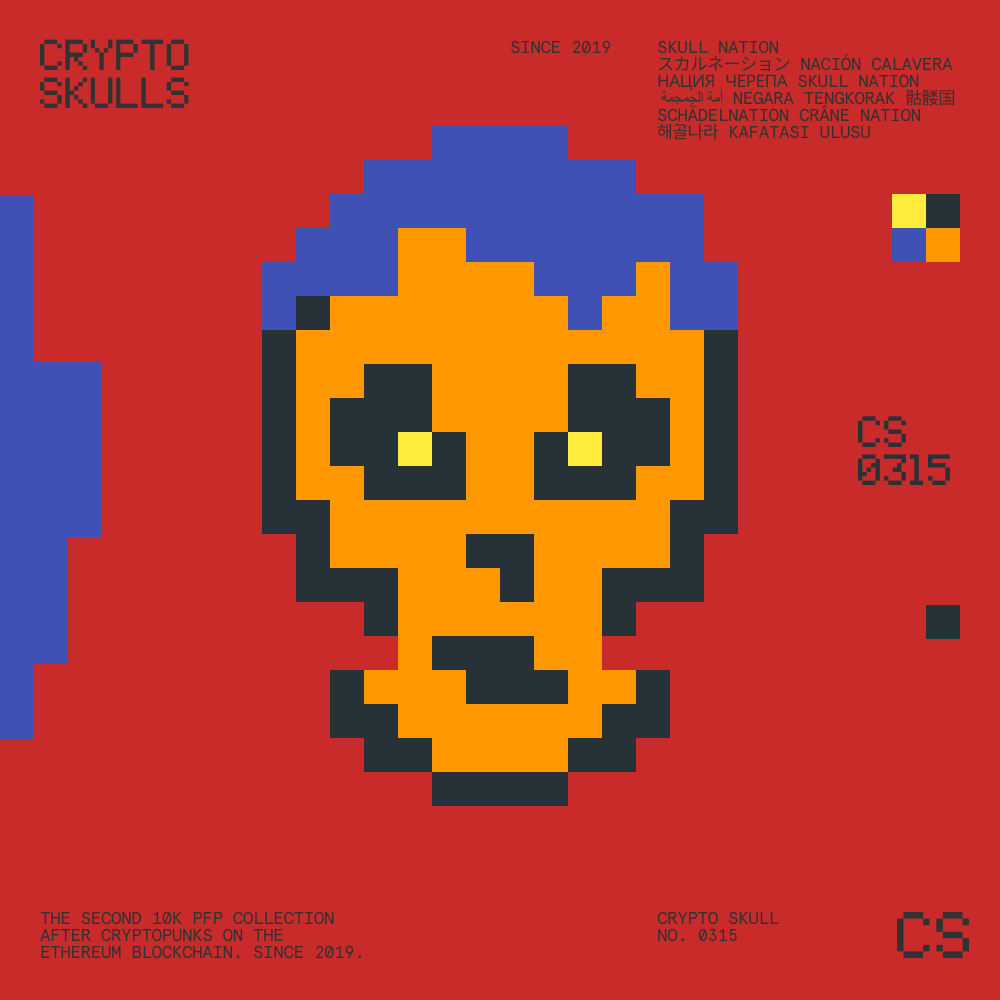 CRYPTO
SKULLS
SINCE 2019
SKULL NATION
スカルネーション NACIÓN CALAVERA
НАЦИЯ ЧЕРЕПА SKULL NATION
أمة الجمجمة NEGARA TENGKORAK 骷髅国
SCHÄDELNATION CRÂNE NATION
해골나라 KAFATASI ULUSU
CS
0315
THE SECOND 10K PFP COLLECTION
AFTER CRYPTOPUNKS ON THE
ETHEREUM BLOCKCHAIN. SINCE 2019.
CRYPTO SKULL
NO. 0315
CS